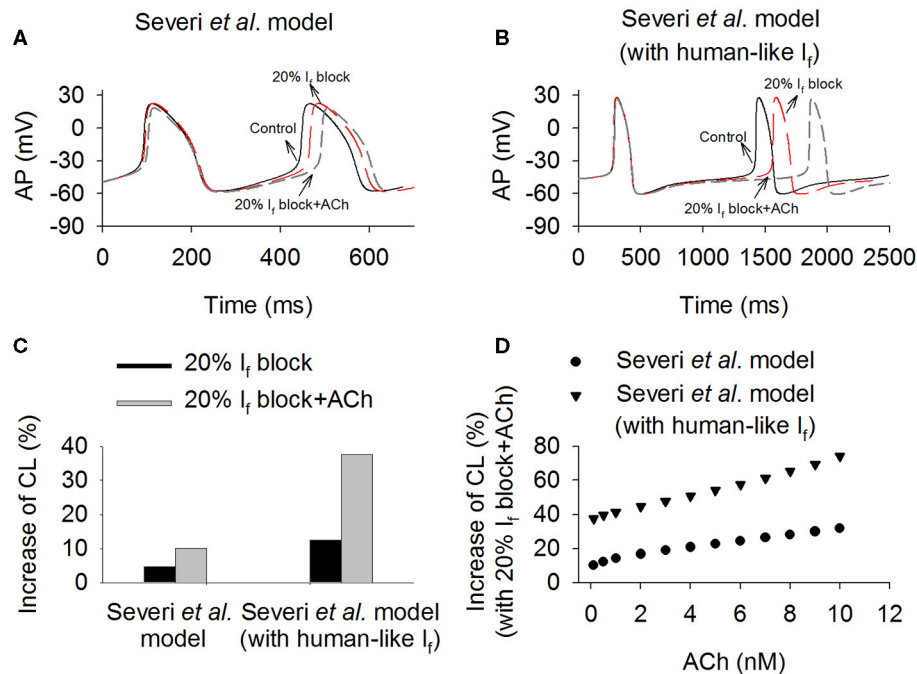 A
Severi et al. model
AP (mV)
30
0
-30
-60
-90
20% If block
Control
20% If block+ACh
0
200
400
600
Time (ms)
B
Severi et al. model
(with human-like If)
AP (mV)
30
0
-30
-60
-90
20% If block
Control
20% If block+ACh
0
500
1000
1500
2000
2500
Time (ms)
C
20% If block
20% If block+ACh
Increase of CL (%)
40
30
20
10
0
Severi et al.
model
Severi et al. model
(with human-like If)
D
Severi et al. model
Severi et al. model
(with human-like If)
Increase of CL (%)
(with 20% If block+ACh)
80
60
40
20
0
0
2
4
6
8
10
12
ACh (nM)